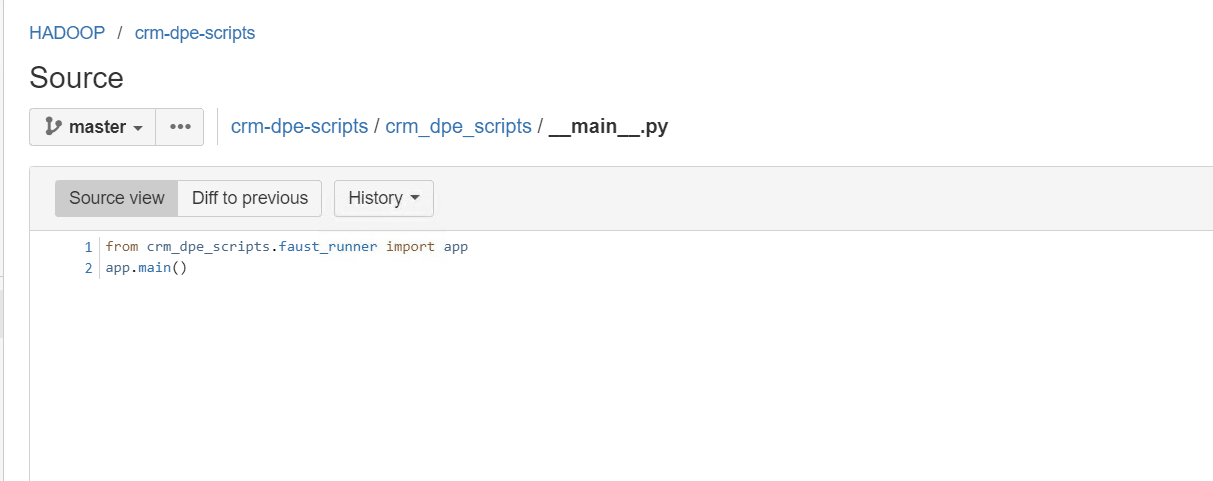 HADOOP / crm-dpe-scripts
Source
master ••• crm-dpe-scripts / crm_dpe_scripts / __main__.py
Source view Diff to previous History
1 from crm_dpe_scripts.faust_runner import app
2 app.main()